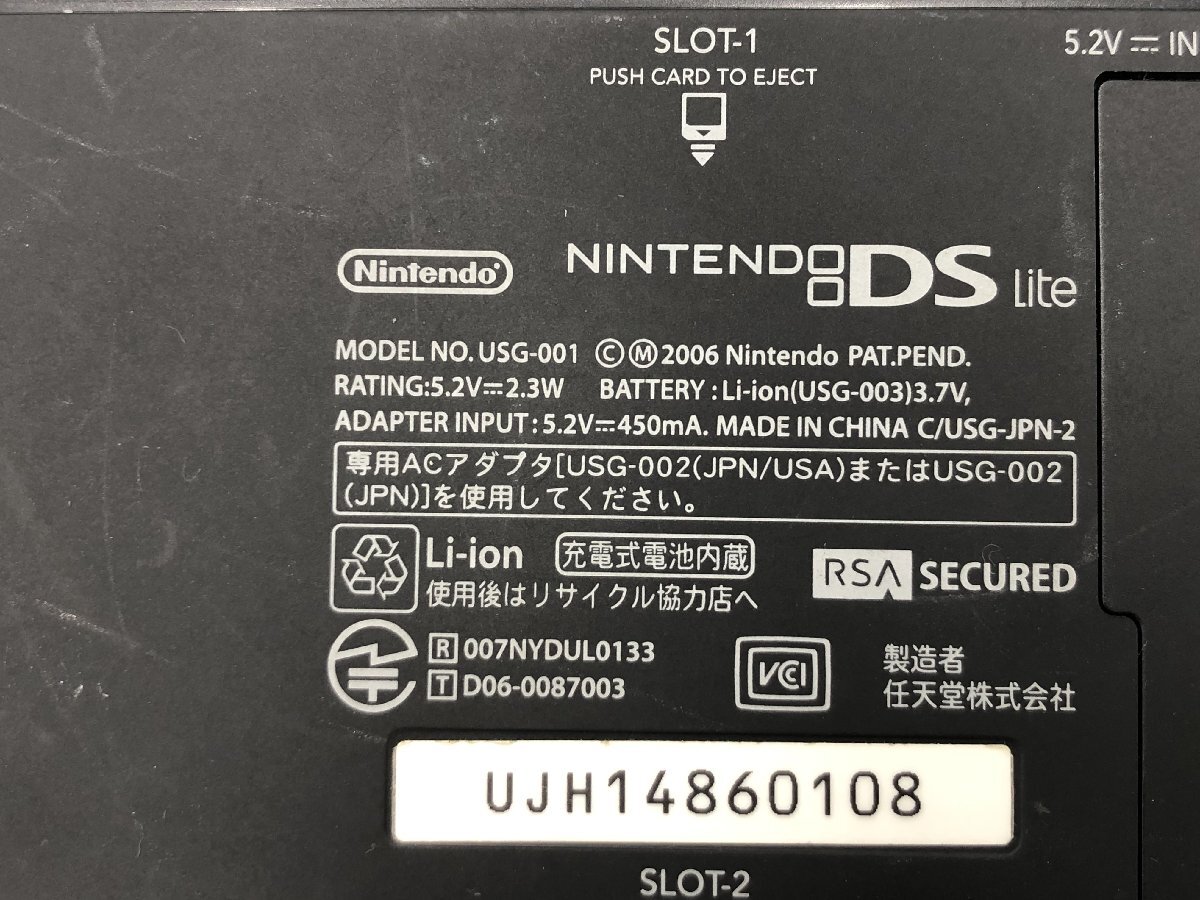 SLOT-1
5.2V⎓IN
PUSH CARD TO EJECT
Nintendo®
NINTENDO DS Lite
MODEL NO. USG-001 ⒸⓂ2006 Nintendo PAT.PEND.
RATING:5.2V⎓2.3W BATTERY:Li-ion(USG-003)3.7V,
ADAPTER INPUT:5.2V⎓450mA. MADE IN CHINA C/USG-JPN-2
専用ACアダプタ[USG-002(JPN/USA)またはUSG-002
(JPN)]を使用してください。
Li-ion 充電式電池内蔵
使用後はリサイクル協力店へ
RSA SECURED
R 007NYDUL0133
T D06-0087003
VCI
製造者
任天堂株式会社
UJH14860108
SLOT-2